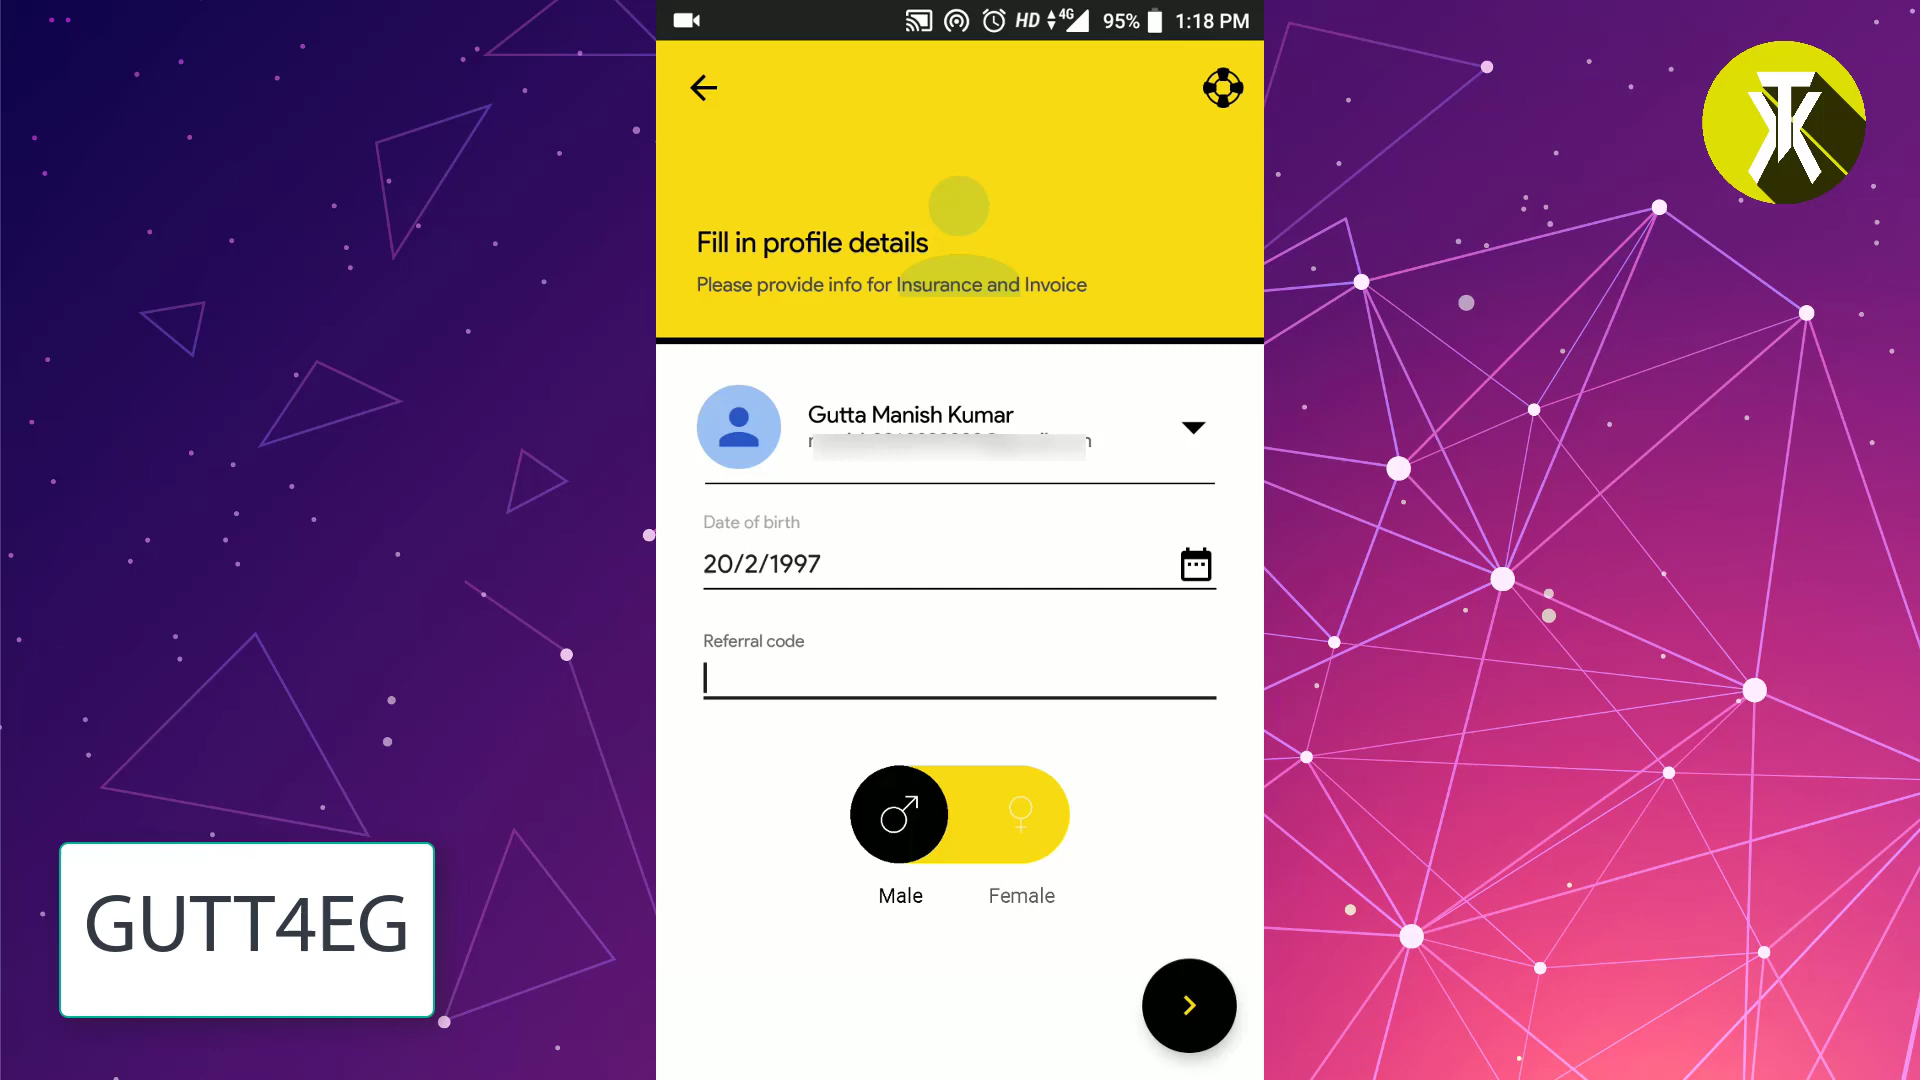 HD 4G 95% 1:18 PM
Fill in profile details
Please provide info for Insurance and Invoice
Gutta Manish Kumar
Date of birth
20/2/1997
Referral code
Male Female
GUTT4EG